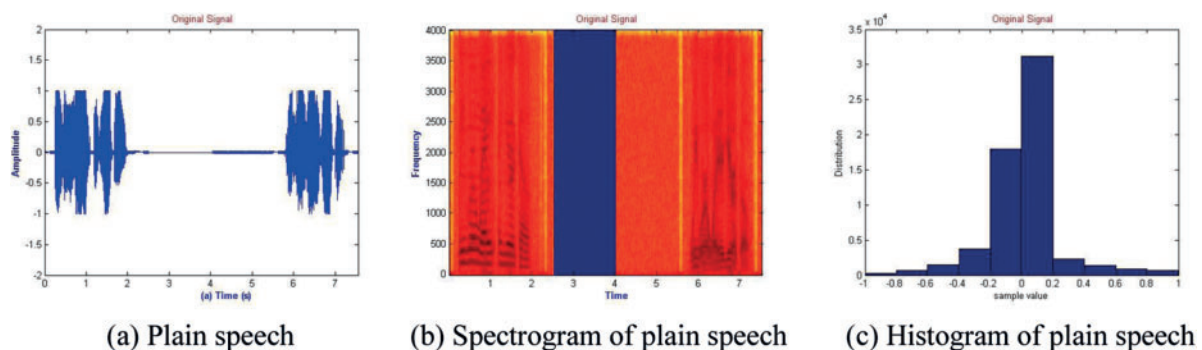 Original Signal
2
1.5
1
0.5
0
-0.5
-1
-1.5
-2
Amplitude
0 1 2 3 4 5 6 7
(a) Time (s)
(a) Plain speech
Original Signal
4000
3500
3000
2500
2000
1500
1000
500
0
Frequency
0 1 2 3 4 5 6 7
Time
(b) Spectrogram of plain speech
x 10^4
Original Signal
3.5
3
2.5
2
1.5
1
0.5
0
Distribution
-1 -0.8 -0.6 -0.4 -0.2 0 0.2 0.4 0.6 0.8 1
sample value
(c) Histogram of plain speech